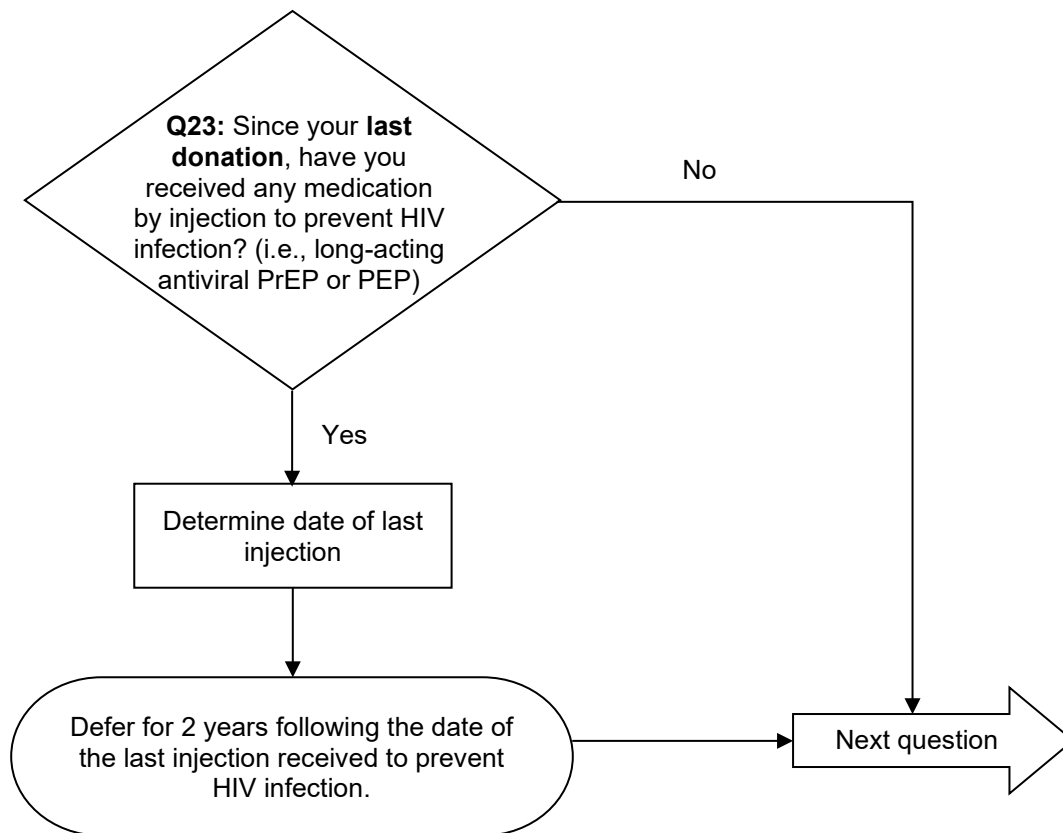 Q23: Since your last
donation, have you
received any medication
by injection to prevent HIV
infection? (i.e., long-acting
antiviral PrEP or PEP)
No
Yes
Determine date of last
injection
Defer for 2 years following the date of
the last injection received to prevent
HIV infection.
Next question